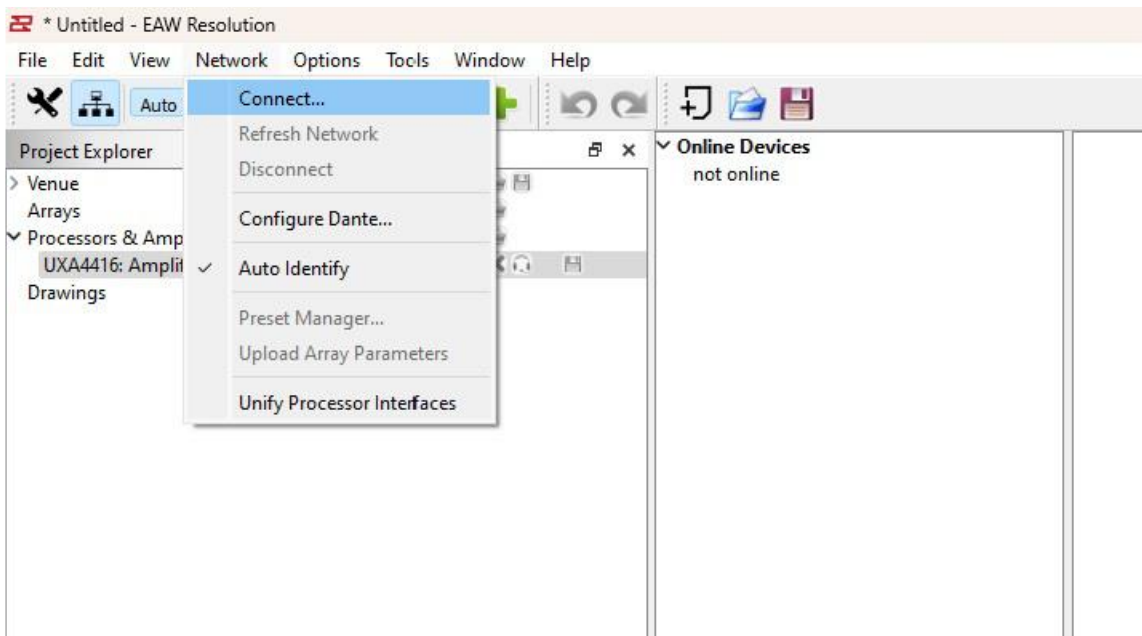 * Untitled - EAW Resolution
File Edit View Network Options Tools Window Help
Auto
Connect...
Refresh Network
Disconnect
Configure Dante...
Auto Identify
Preset Manager...
Upload Array Parameters
Unify Processor Interfaces
Project Explorer
Venue
Arrays
Processors & Amp
UXA4416: Amplif
Drawings
Online Devices
not online